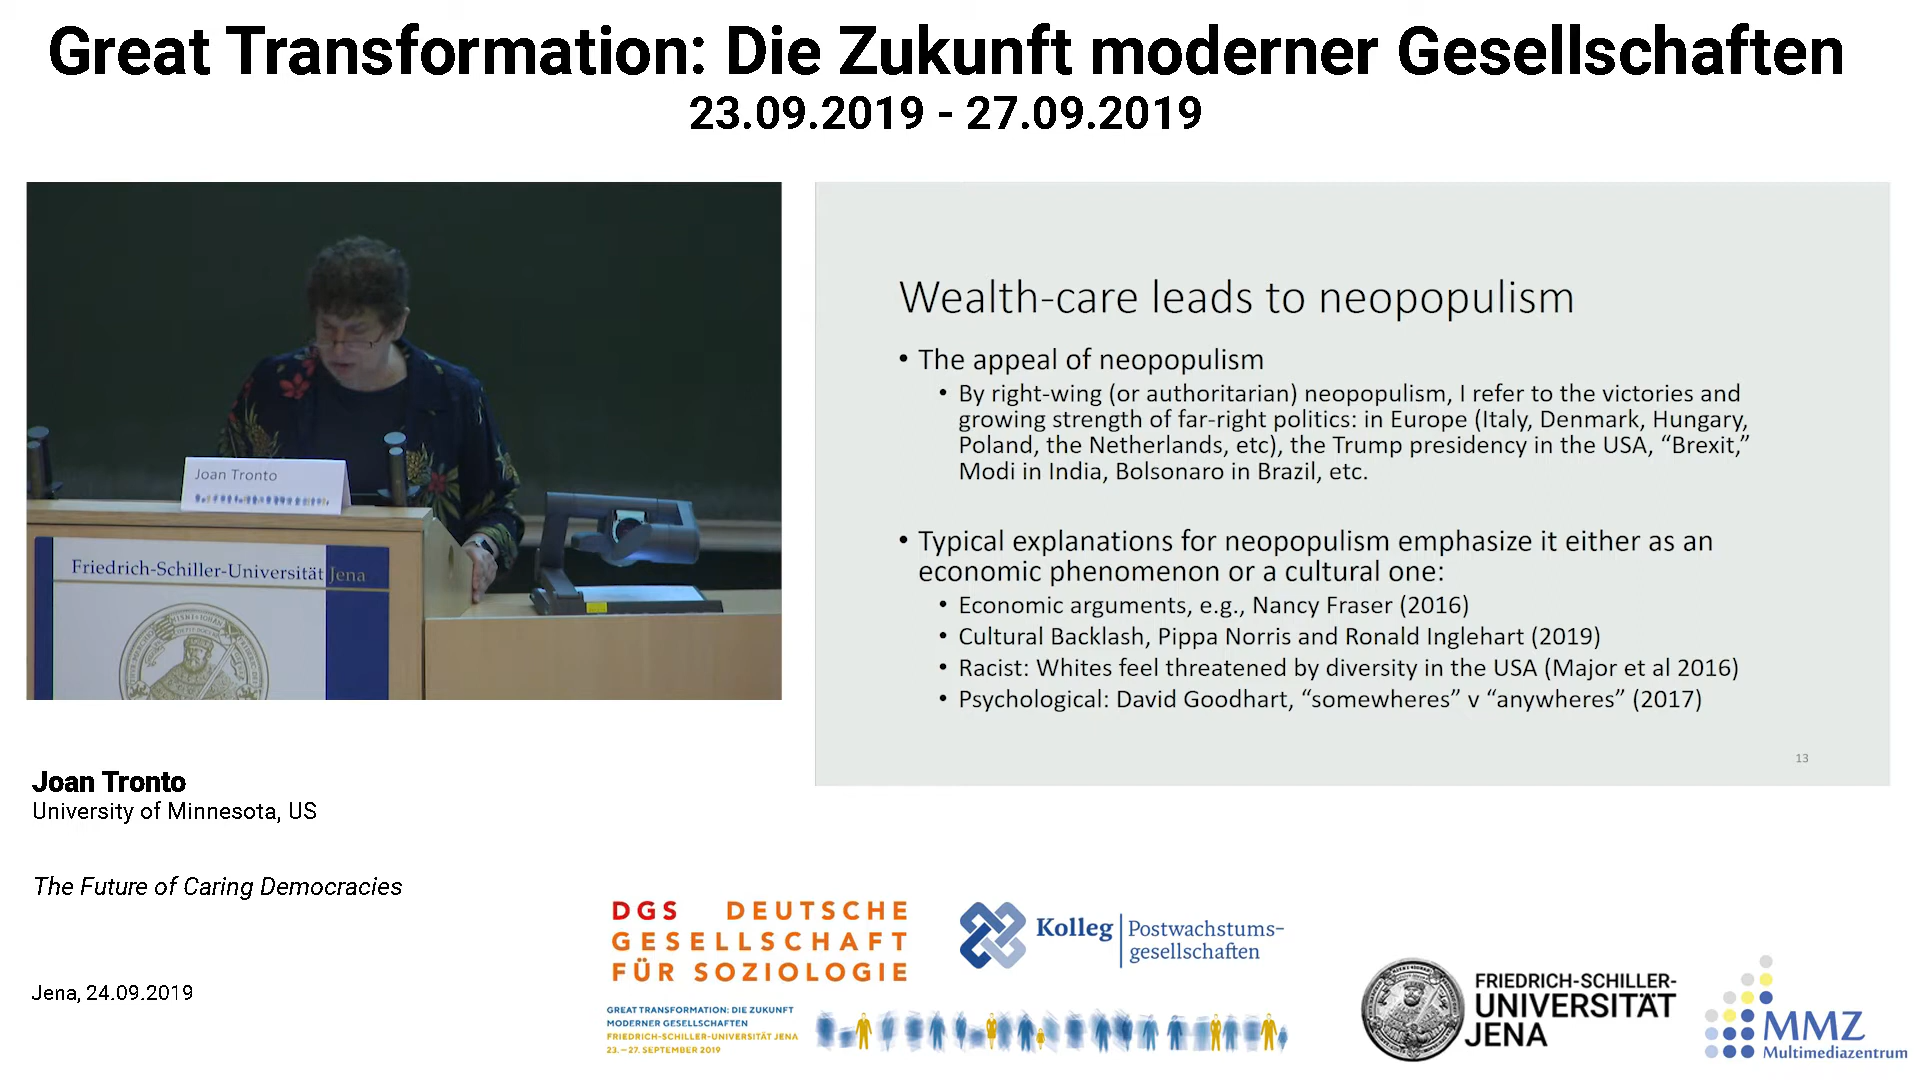 Great Transformation: Die Zukunft moderner Gesellschaften
23.09.2019 - 27.09.2019
Joan Tronto
Friedrich-Schiller-Universität Jena
Wealth-care leads to neopopulism
• The appeal of neopopulism
• By right-wing (or authoritarian) neopopulism, I refer to the victories and
growing strength of far-right politics: in Europe (Italy, Denmark, Hungary,
Poland, the Netherlands, etc), the Trump presidency in the USA, “Brexit,”
Modi in India, Bolsonaro in Brazil, etc.
• Typical explanations for neopopulism emphasize it either as an
economic phenomenon or a cultural one:
• Economic arguments, e.g., Nancy Fraser (2016)
• Cultural Backlash, Pippa Norris and Ronald Inglehart (2019)
• Racist: Whites feel threatened by diversity in the USA (Major et al 2016)
• Psychological: David Goodhart, “somewheres” v “anywheres” (2017)
13
Joan Tronto
University of Minnesota, US
The Future of Caring Democracies
Jena, 24.09.2019
DGS DEUTSCHE
GESELLSCHAFT
FÜR SOZIOLOGIE
Kolleg Postwachstums-
gesellschaften
GREAT TRANSFORMATION: DIE ZUKUNFT
MODERNER GESELLSCHAFTEN
FRIEDRICH-SCHILLER-UNIVERSITÄT JENA
23.–27. SEPTEMBER 2019
FRIEDRICH-SCHILLER-
UNIVERSITÄT
JENA
MMZ
Multimediazentrum